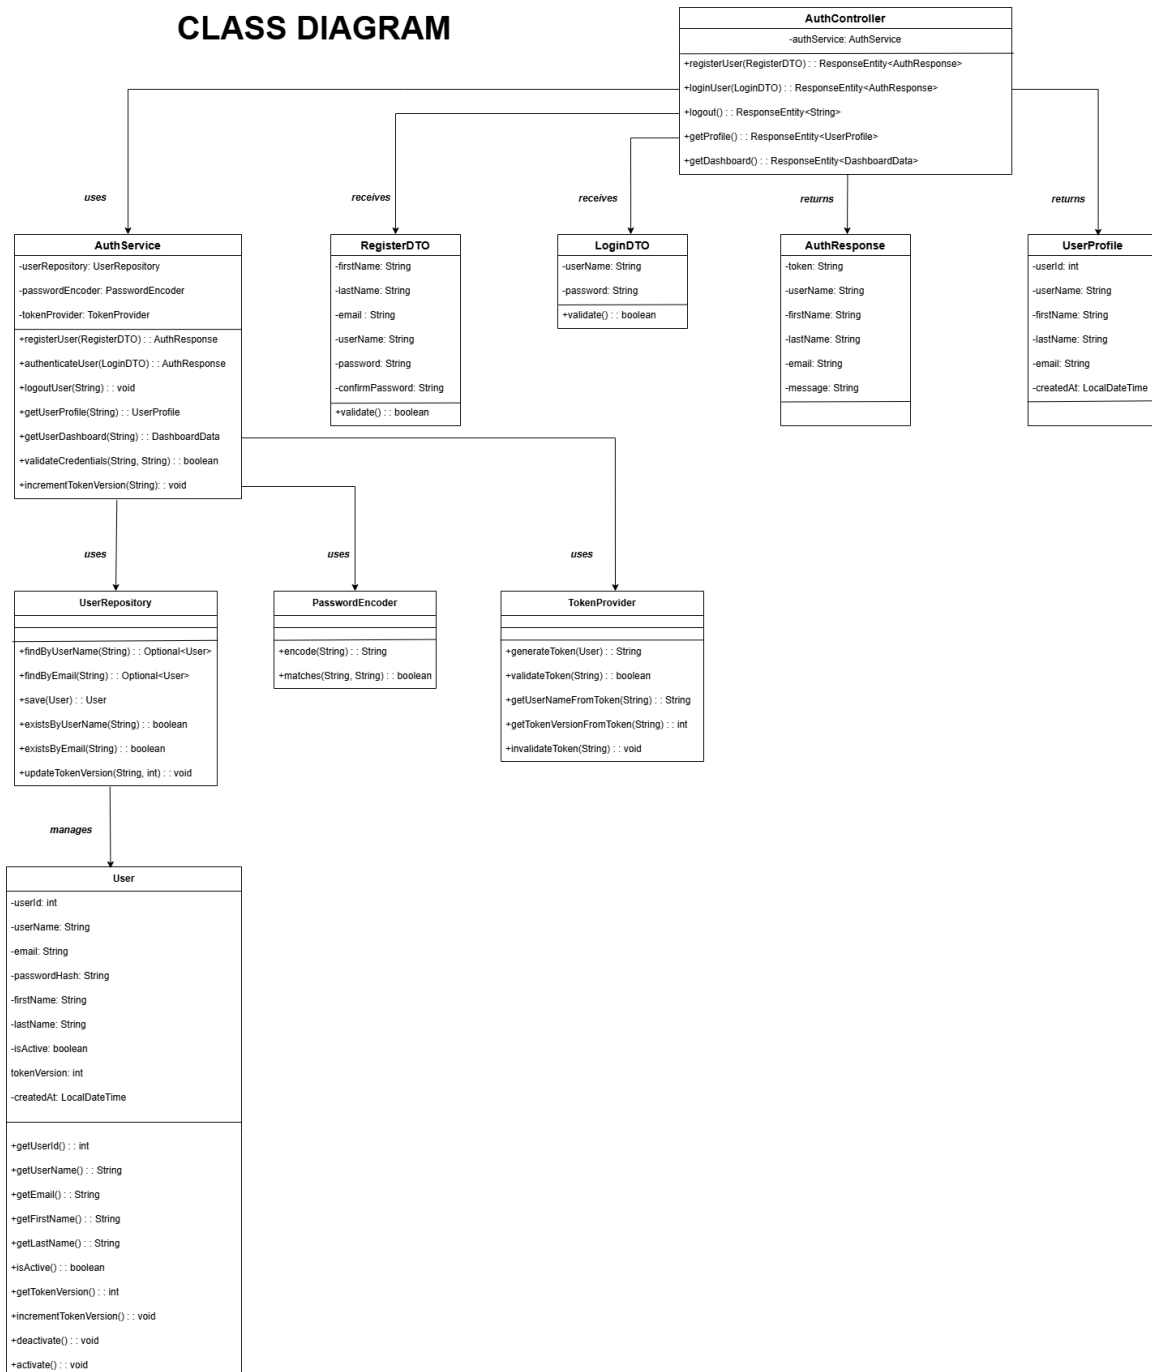 CLASS DIAGRAM
AuthController
-authService: AuthService
+registerUser(RegisterDTO) : : ResponseEntity<AuthResponse>
+loginUser(LoginDTO) : : ResponseEntity<AuthResponse>
+logout() : : ResponseEntity<String>
+getProfile() : : ResponseEntity<UserProfile>
+getDashboard() : : ResponseEntity<DashboardData>
uses
receives
receives
returns
returns
AuthService
-userRepository: UserRepository
-passwordEncoder: PasswordEncoder
-tokenProvider: TokenProvider
+registerUser(RegisterDTO) : : AuthResponse
+authenticateUser(LoginDTO) : : AuthResponse
+logoutUser(String) : : void
+getUserProfile(String) : : UserProfile
+getUserDashboard(String) : : DashboardData
+validateCredentials(String, String) : : boolean
+incrementTokenVersion(String): : void
RegisterDTO
-firstName: String
-lastName: String
-email : String
-userName: String
-password: String
-confirmPassword: String
+validate() : : boolean
LoginDTO
-userName: String
-password: String
+validate() : : boolean
AuthResponse
-token: String
-userName: String
-firstName: String
-lastName: String
-email: String
-message: String
UserProfile
-userId: int
-userName: String
-firstName: String
-lastName: String
-email: String
-createdAt: LocalDateTime
uses
uses
uses
UserRepository
+findByUserName(String) : : Optional<User>
+findByEmail(String) : : Optional<User>
+save(User) : : User
+existsByUserName(String) : : boolean
+existsByEmail(String) : : boolean
+updateTokenVersion(String, int) : : void
PasswordEncoder
+encode(String) : : String
+matches(String, String) : : boolean
TokenProvider
+generateToken(User) : : String
+validateToken(String) : : boolean
+getUserNameFromToken(String) : : String
+getTokenVersionFromToken(String) : : int
+invalidateToken(String) : : void
manages
User
-userId: int
-userName: String
-email: String
-passwordHash: String
-firstName: String
-lastName: String
-isActive: boolean
tokenVersion: int
-createdAt: LocalDateTime
+getUserId() : : int
+getUserName() : : String
+getEmail() : : String
+getFirstName() : : String
+getLastName() : : String
+isActive() : : boolean
+getTokenVersion() : : int
+incrementTokenVersion() : : void
+deactivate() : : void
+activate() : : void